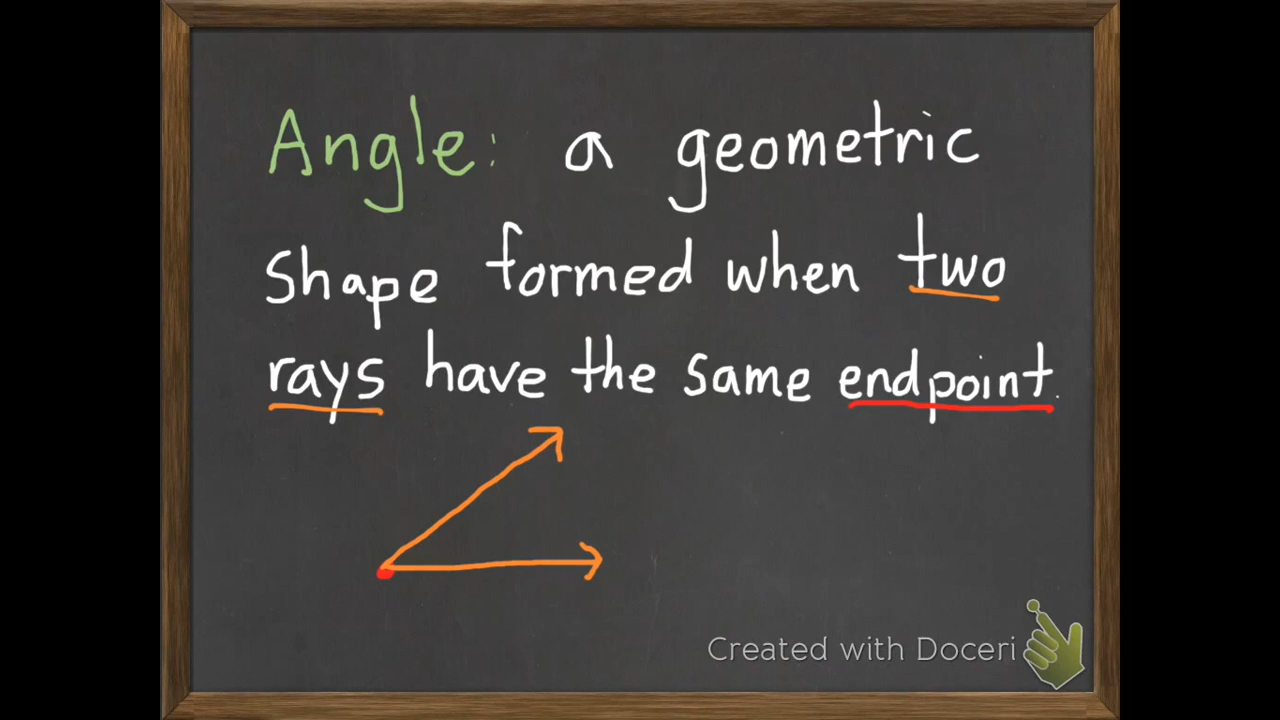 Angle: a geometric
shape formed when two
rays have the same endpoint.
Created with Doceri